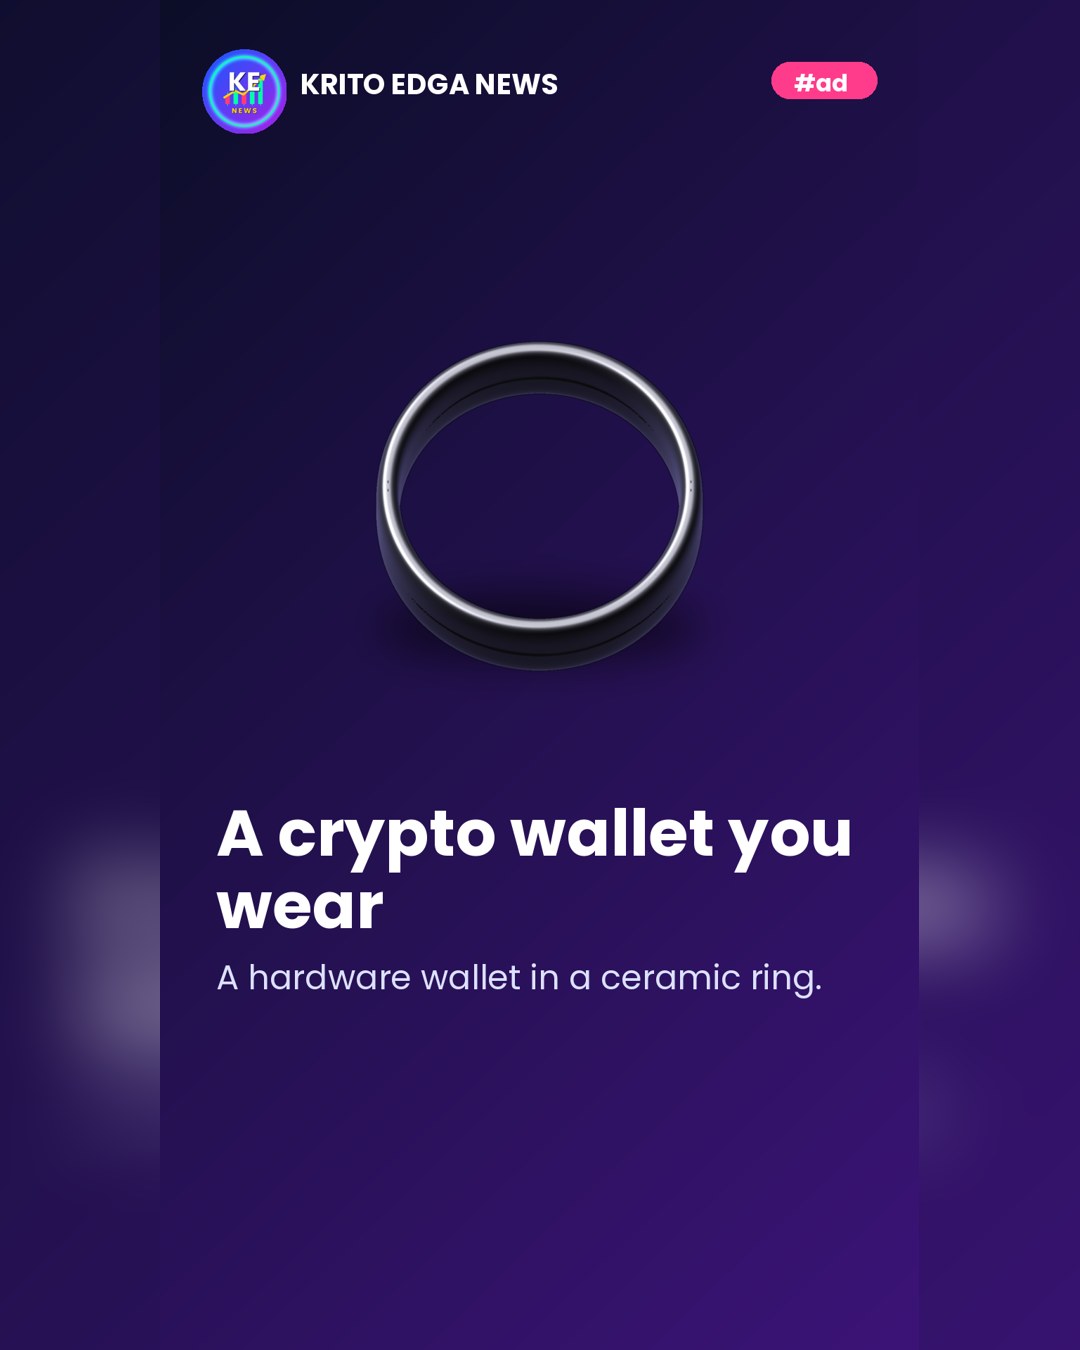 KE
NEWS
KRITO EDGA NEWS
#ad
A crypto wallet you
wear
A hardware wallet in a ceramic ring.